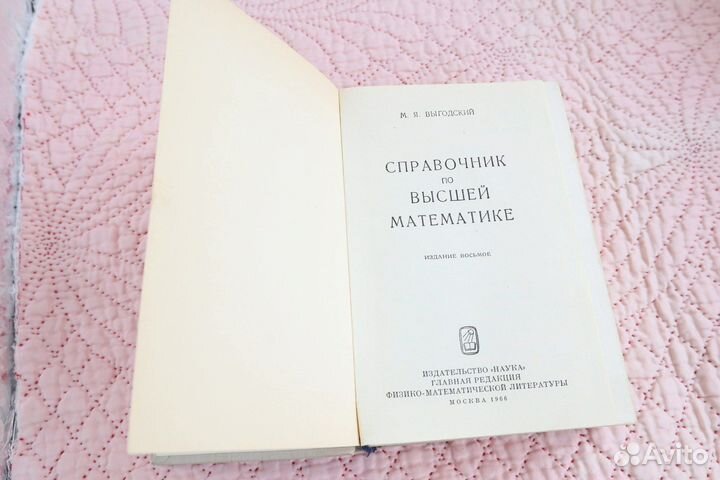 М. Я. ВЫГОДСКИЙ
СПРАВОЧНИК
ПО
ВЫСШЕЙ
МАТЕМАТИКЕ
ИЗДАНИЕ ВОСЬМОЕ
ИЗДАТЕЛЬСТВО «НАУКА»
ГЛАВНАЯ РЕДАКЦИЯ
ФИЗИКО-МАТЕМАТИЧЕСКОЙ ЛИТЕРАТУРЫ
МОСКВА 1966
Avito